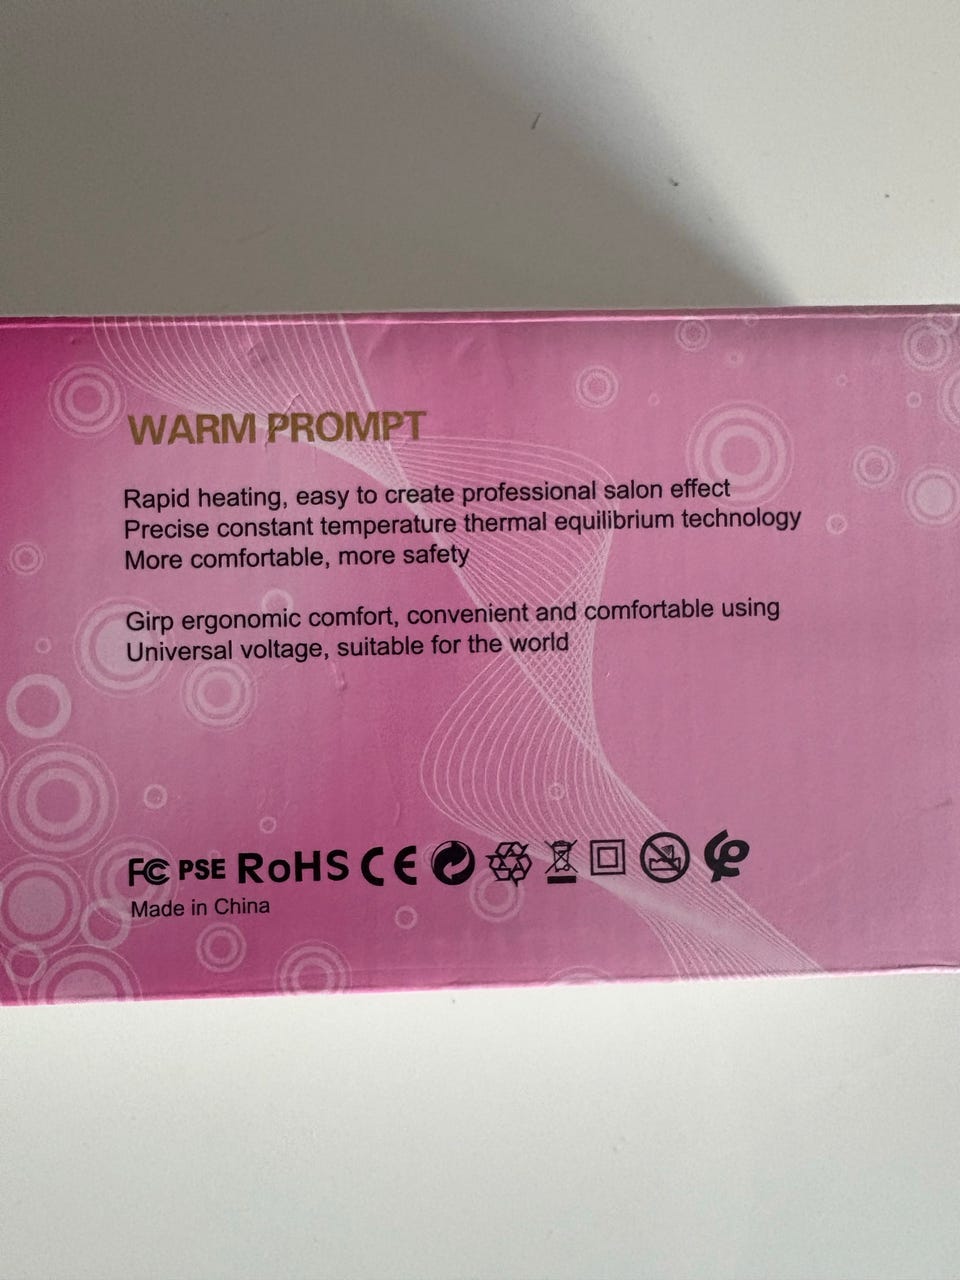 WARM PROMPT
Rapid heating, easy to create professional salon effect
Precise constant temperature thermal equilibrium technology
More comfortable, more safety
Girp ergonomic comfort, convenient and comfortable using
Universal voltage, suitable for the world
FC PSE RoHS CE
Made in China